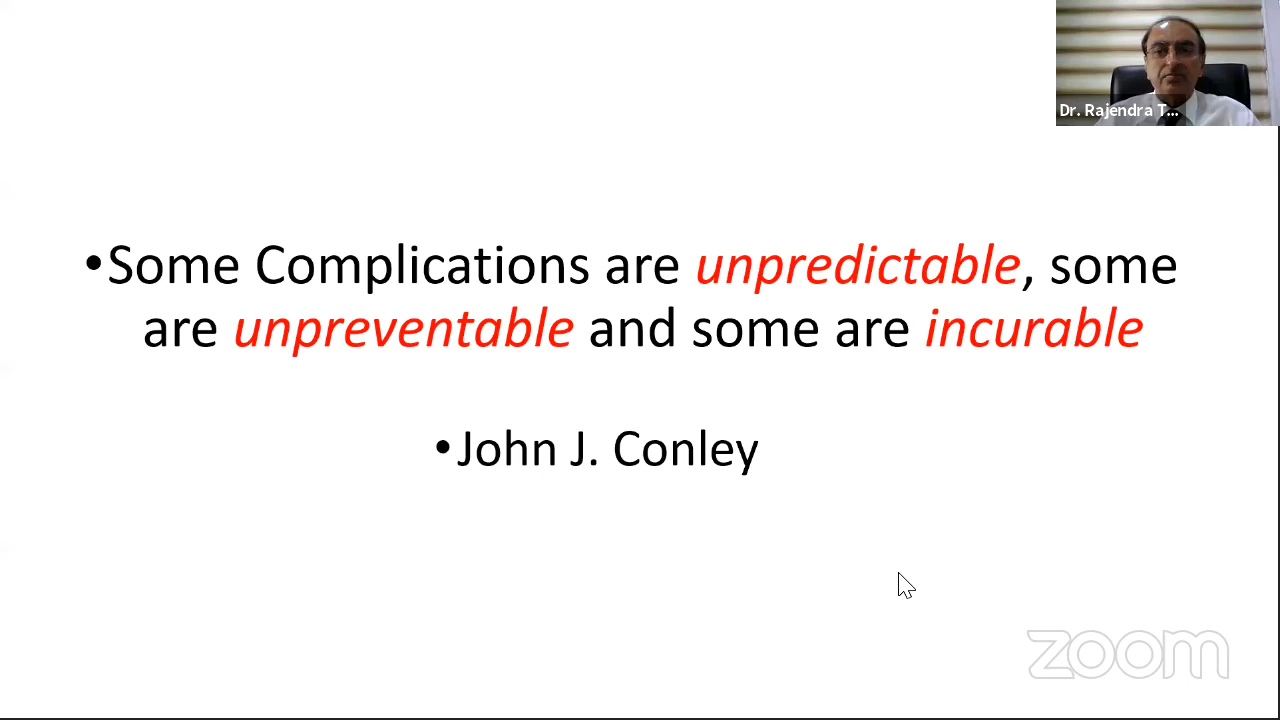 Dr. Rajendra T...
•Some Complications are unpredictable, some
are unpreventable and some are incurable
•John J. Conley
zoom